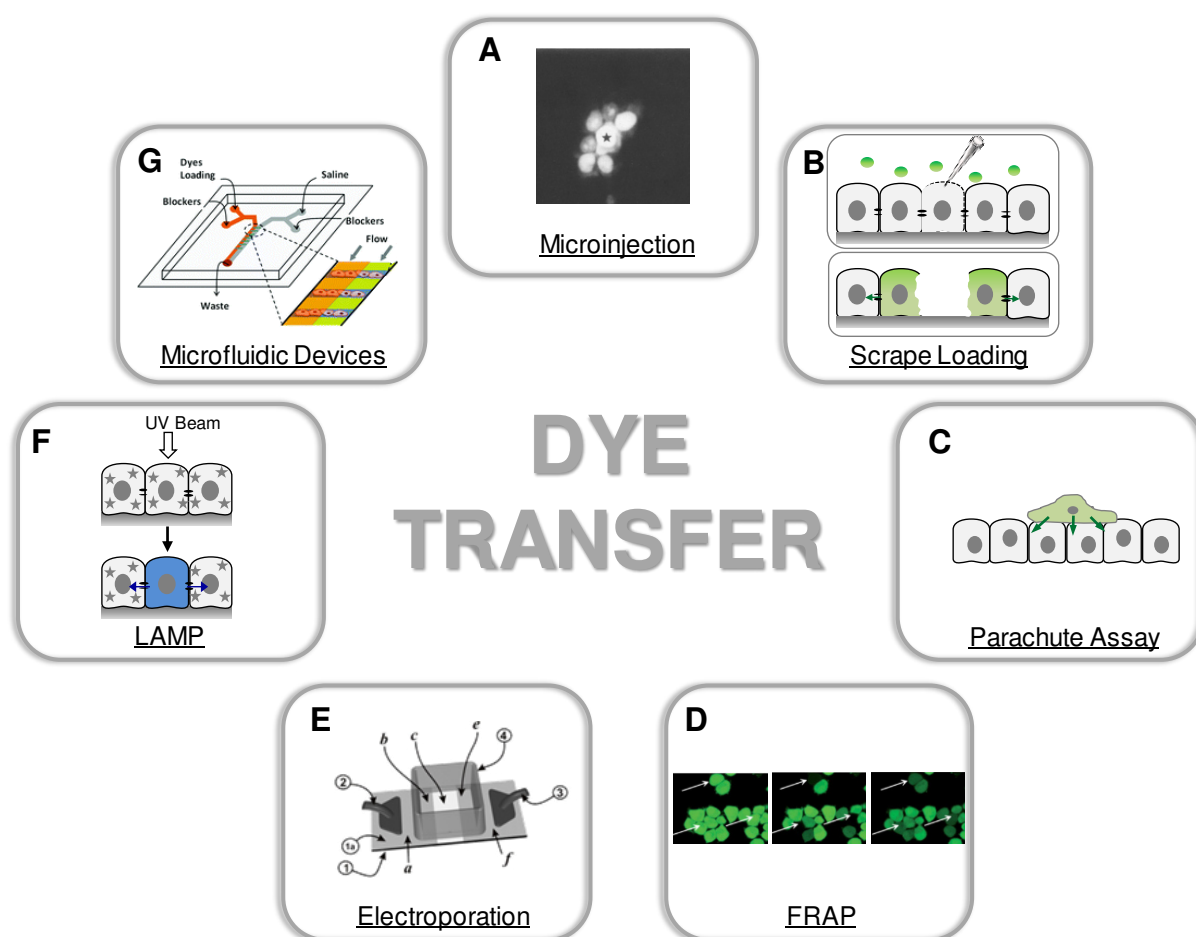 A
Microinjection
B
Scrape Loading
C
Parachute Assay
D
FRAP
E
b
c
e
4
2
3
1a
1
a
f
Electroporation
F
UV Beam
LAMP
G
Dyes
Loading
Saline
Blockers
Blockers
Flow
Waste
Microfluidic Devices
DYE
TRANSFER